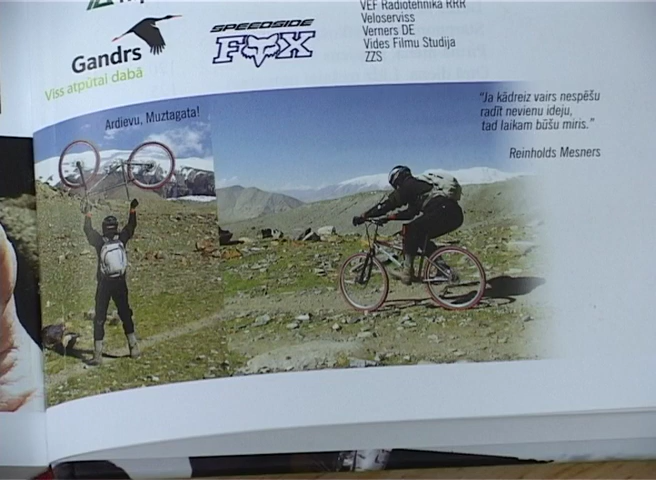 Gandrs
Viss atpūtai dabā
SPEEDSIDE
FOX
VEF Radiotehnika RRR
Veloserviss
Verners DE
Vides Filmu Studija
ZZS
Ardievu, Muztagata!
"Ja kādreiz vairs nespēšu
radīt nevienu ideju,
tad laikam būšu miris."
Reinholds Mesners